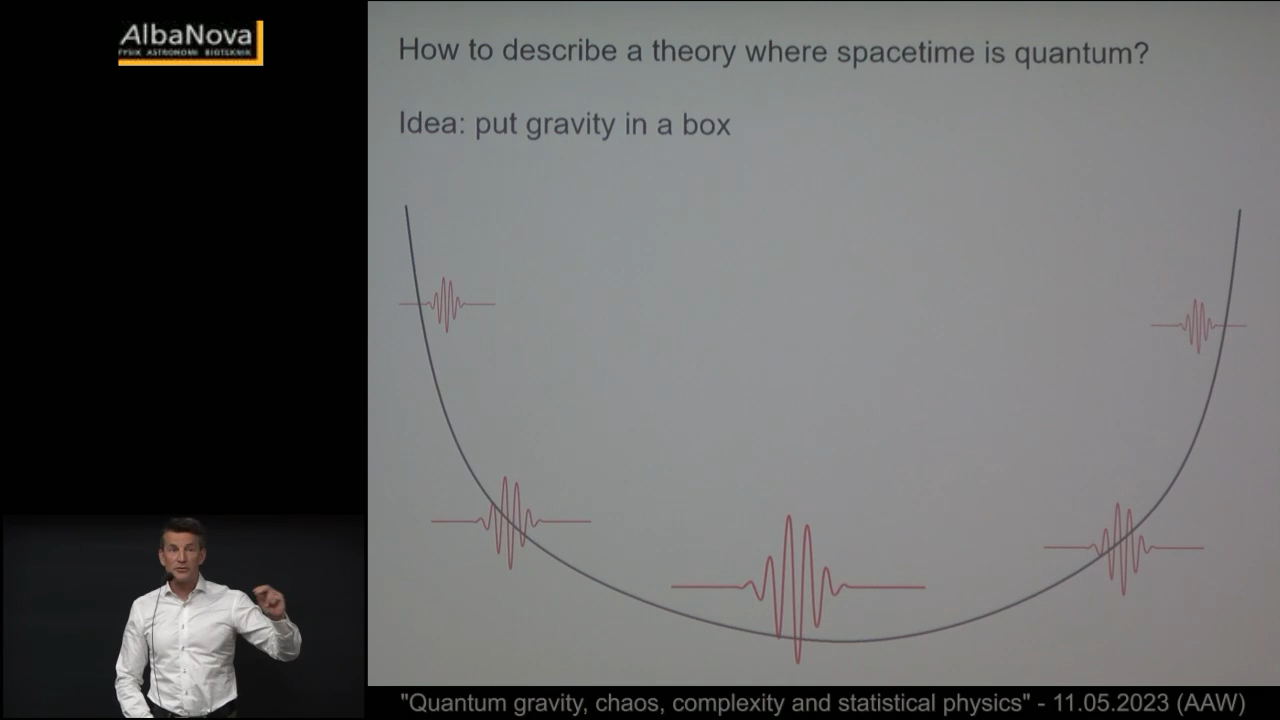 AlbaNova
FYSIK ASTRONOMI BIOTEKNIK
How to describe a theory where spacetime is quantum?
Idea: put gravity in a box
"Quantum gravity, chaos, complexity and statistical physics" - 11.05.2023 (AAW)